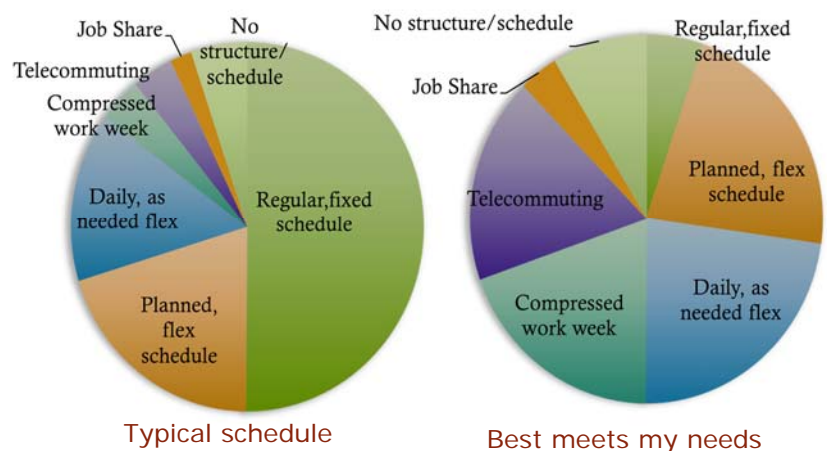 Job Share
No
structure/
schedule
Telecommuting
Compressed
work week
Daily, as
needed flex
Regular,fixed
schedule
Planned,
flex
schedule
Typical schedule
No structure/schedule
Regular,fixed
schedule
Job Share
Planned, flex
schedule
Telecommuting
Daily, as
needed flex
Compressed
work week
Best meets my needs